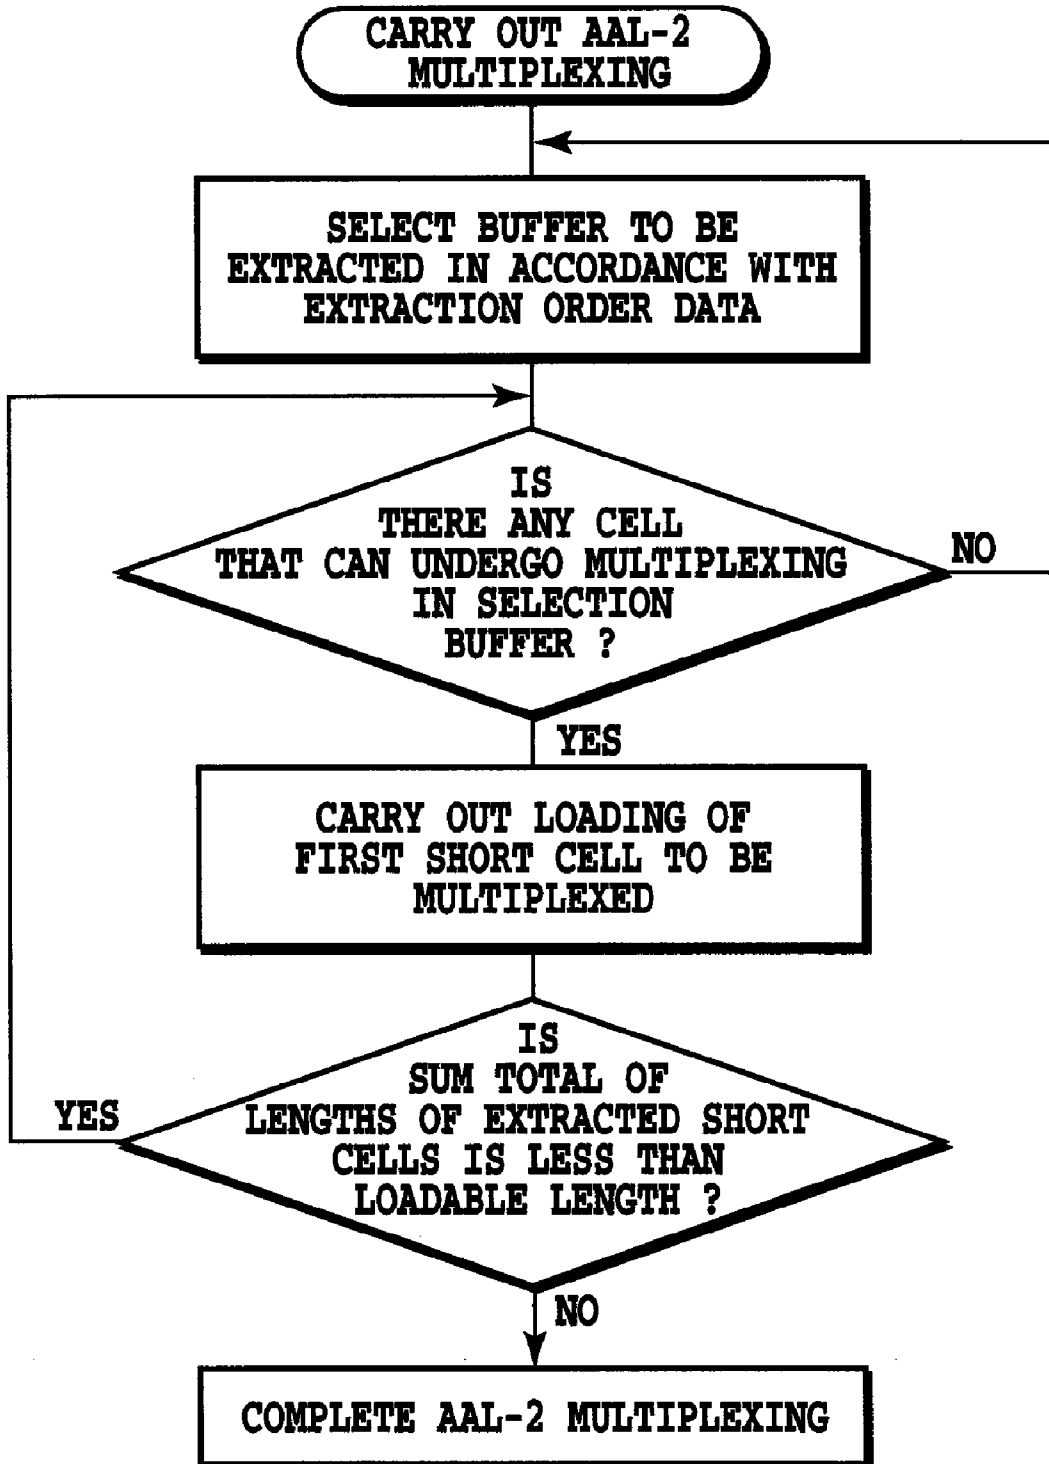 CARRY OUT AAL-2
MULTIPLEXING
SELECT BUFFER TO BE
EXTRACTED IN ACCORDANCE WITH
EXTRACTION ORDER DATA
IS
THERE ANY CELL
THAT CAN UNDERGO MULTIPLEXING
IN SELECTION
BUFFER ?
NO
YES
CARRY OUT LOADING OF
FIRST SHORT CELL TO BE
MULTIPLEXED
IS
SUM TOTAL OF
LENGTHS OF EXTRACTED SHORT
CELLS IS LESS THAN
LOADABLE LENGTH ?
YES
NO
COMPLETE AAL-2 MULTIPLEXING